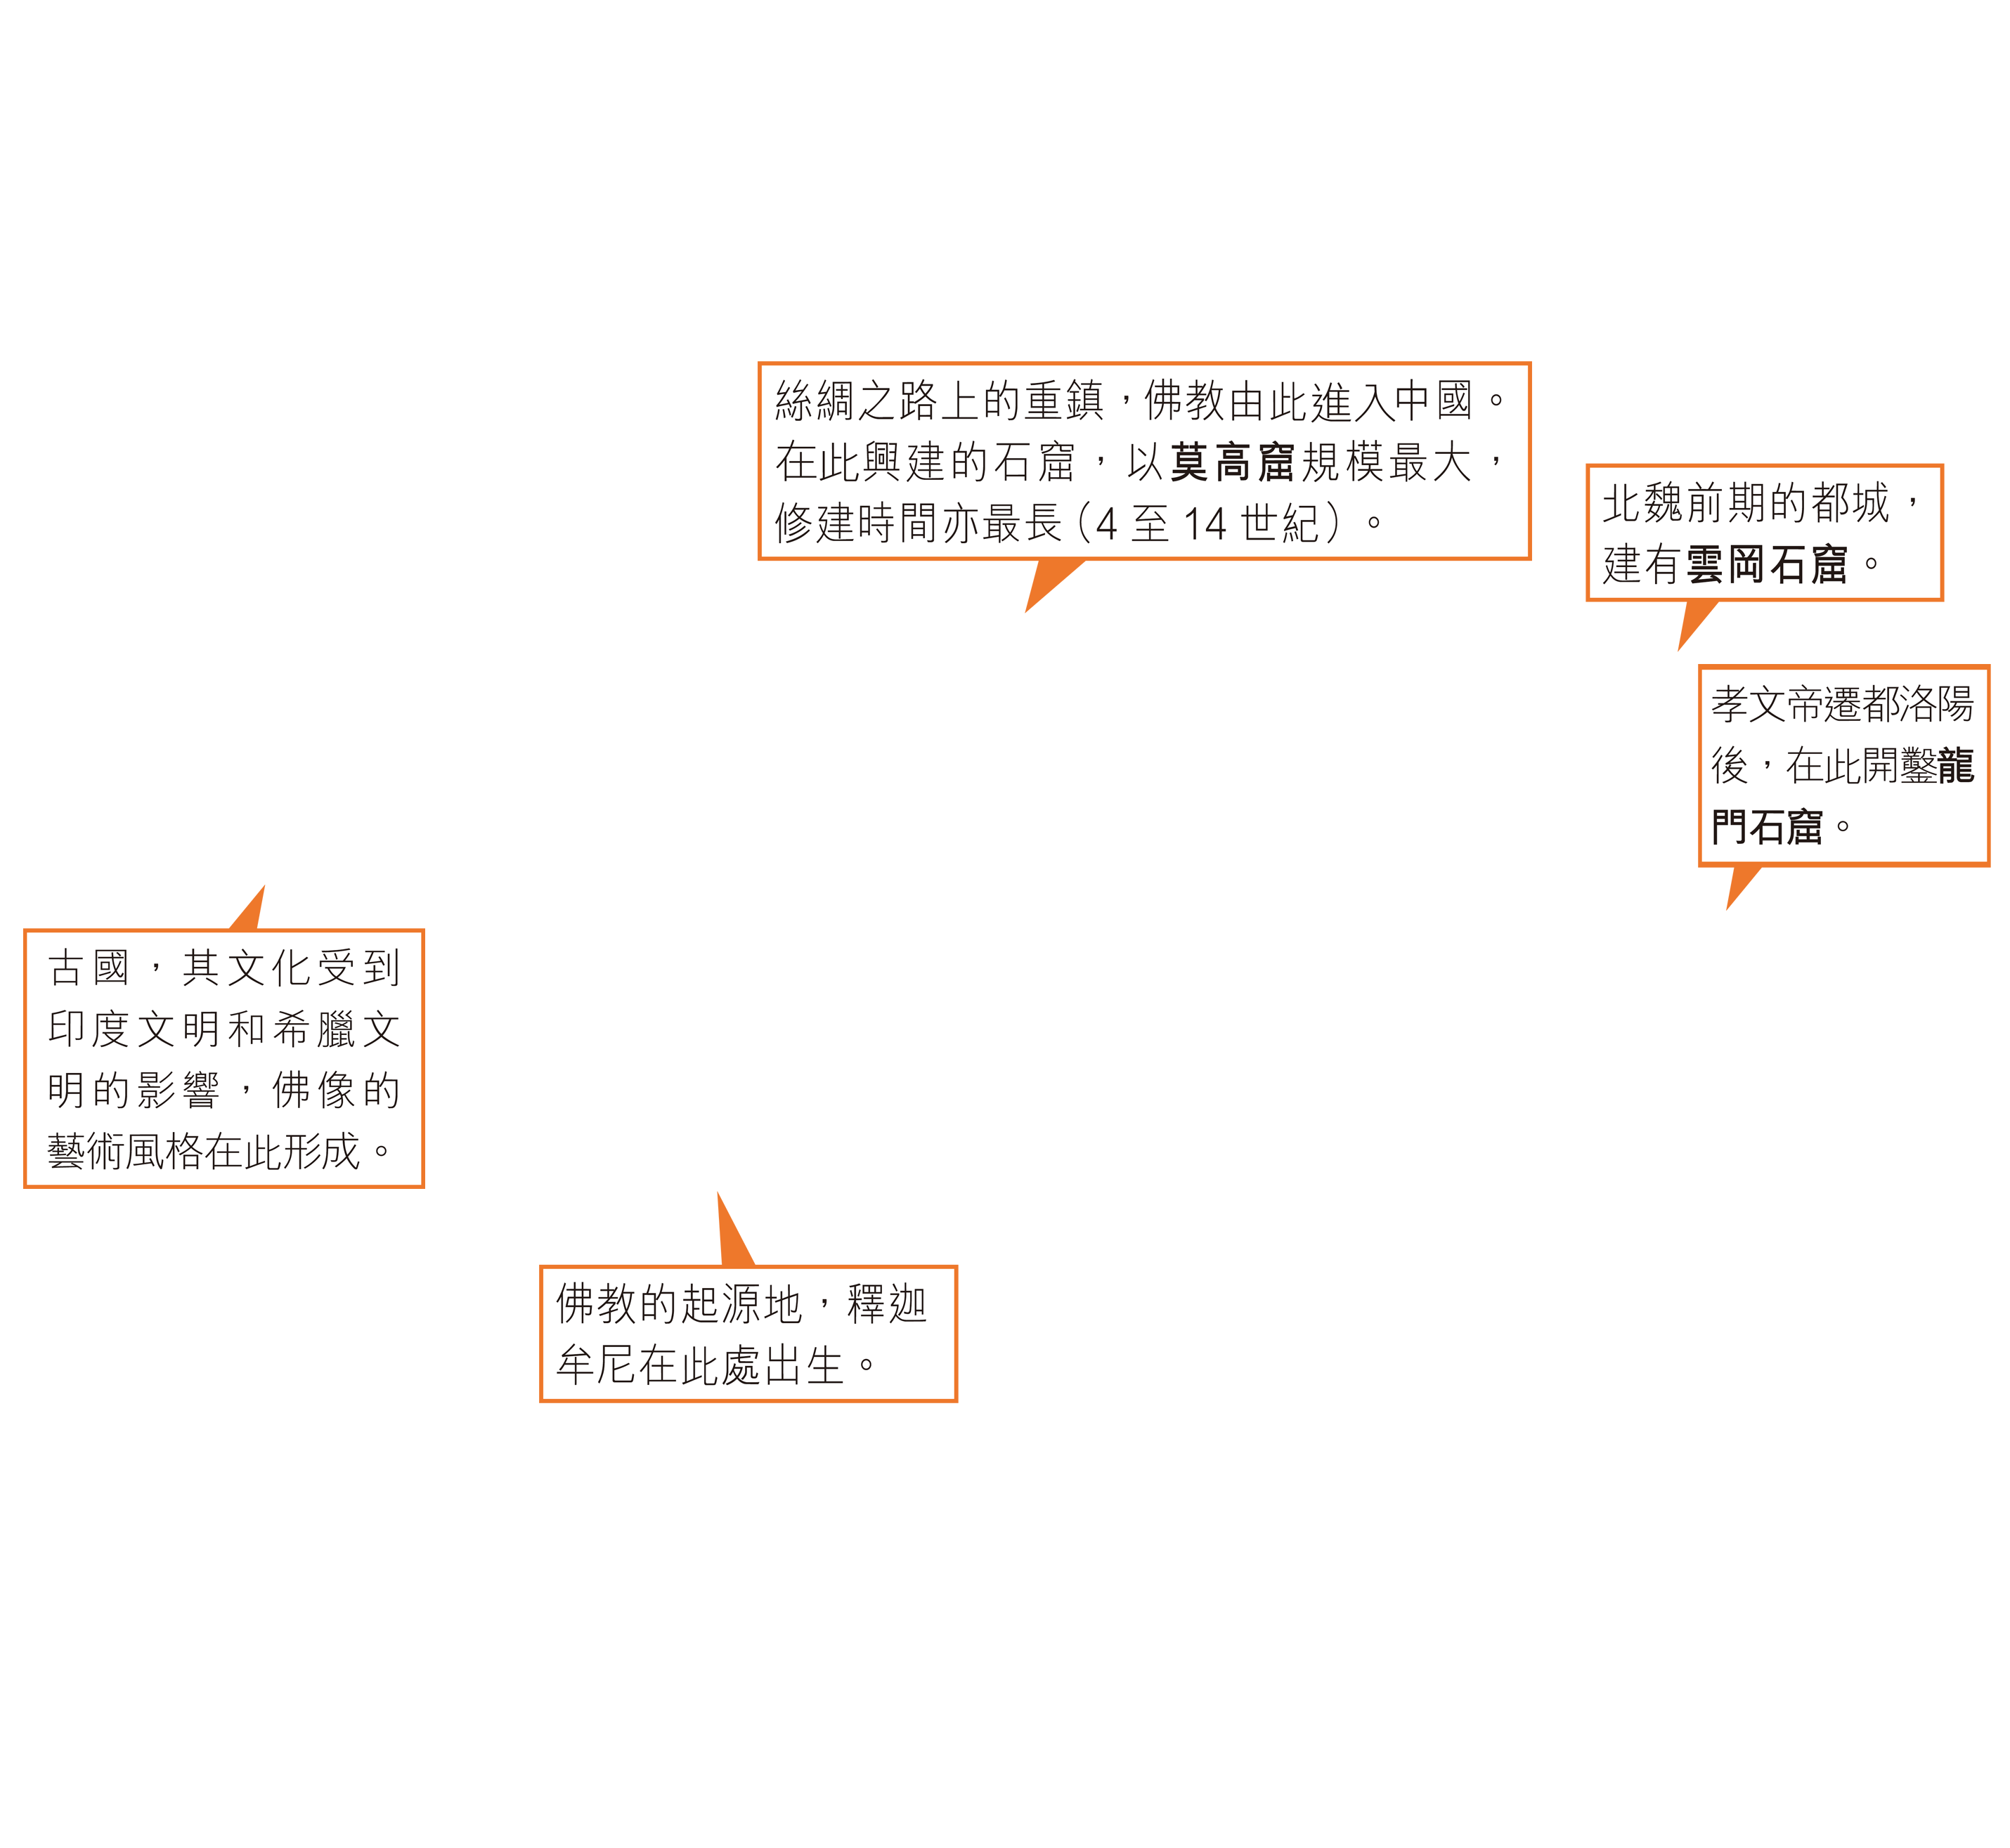 絲綢之路上的重鎮，佛教由此進入中國。
在此興建的石窟，以莫高窟規模最大，
修建時間亦最長（4 至 14 世紀）。
北魏前期的都城，
建有雲岡石窟。
孝文帝遷都洛陽
後，在此開鑿龍
門石窟。
古國，其文化受到
印度文明和希臘文
明的影響，佛像的
藝術風格在此形成。
佛教的起源地，釋迦
牟尼在此處出生。